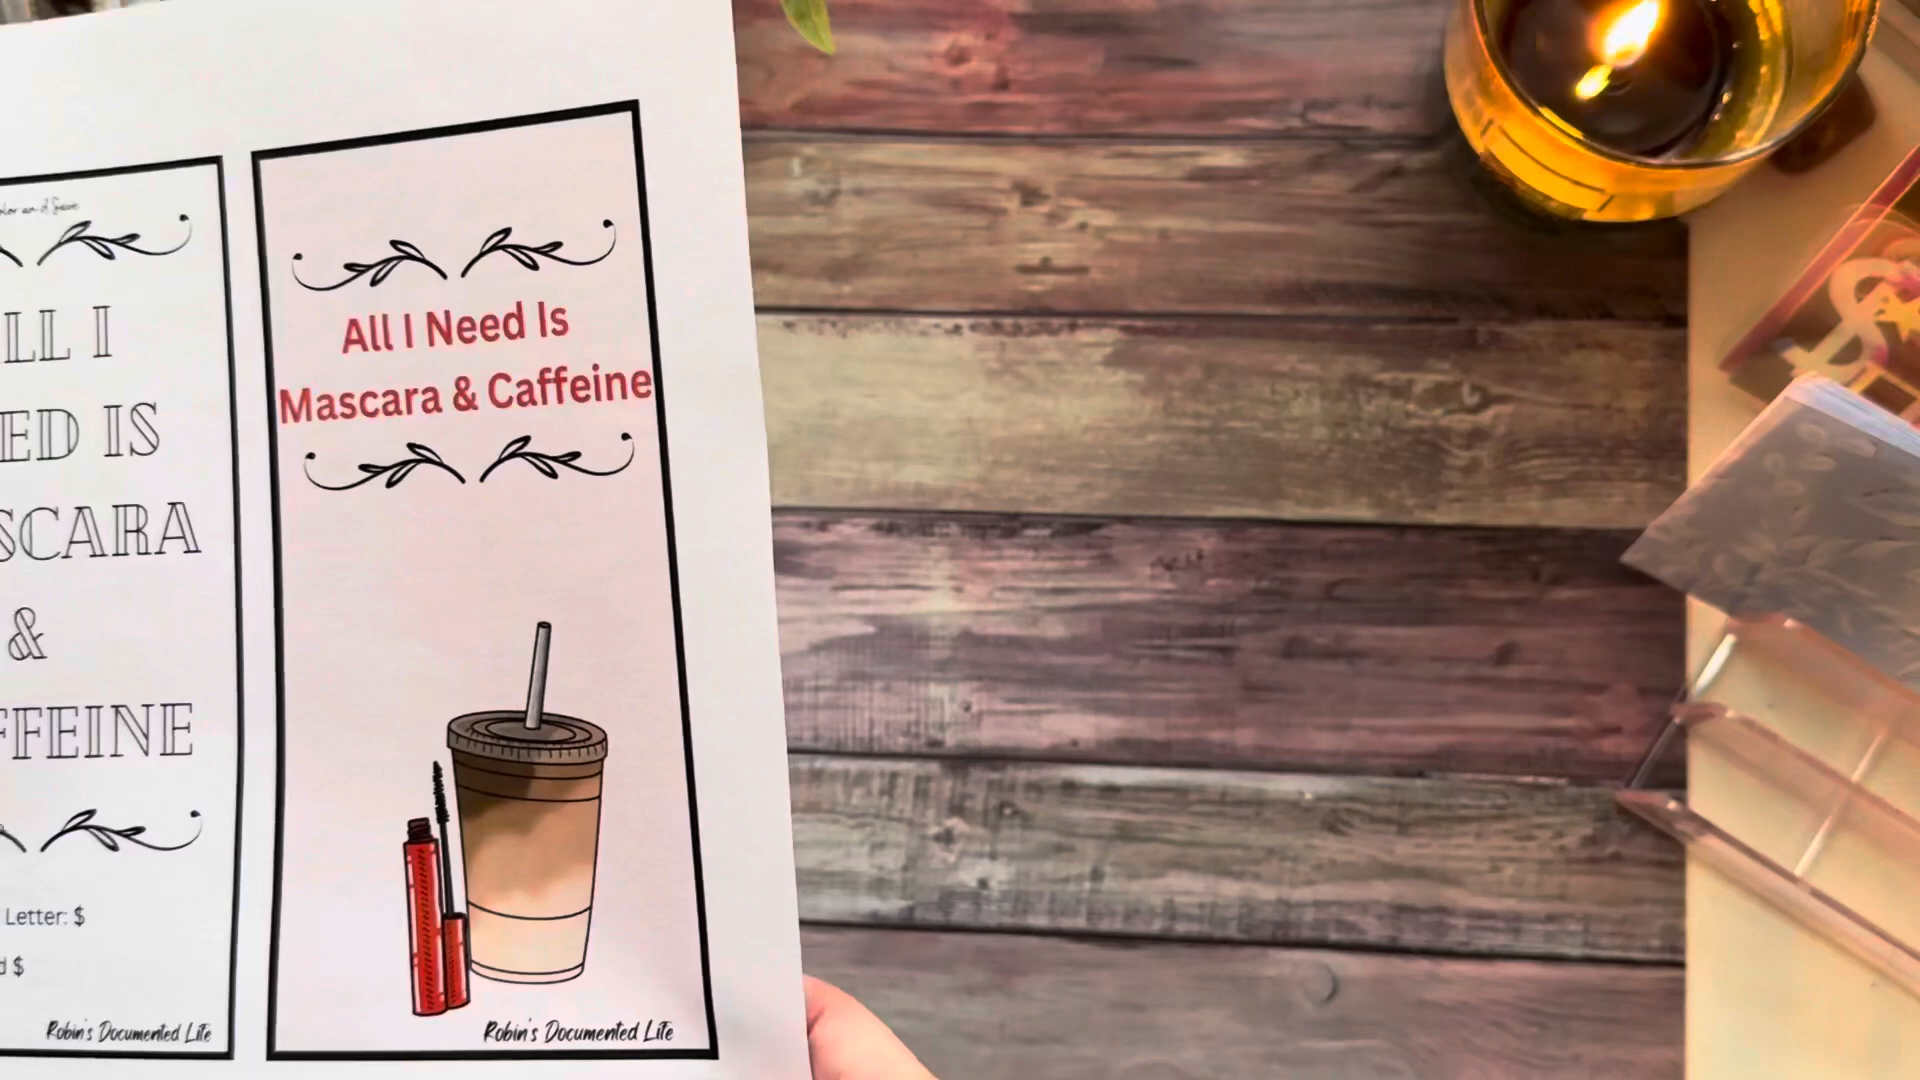 LL I
ED IS
SCARA
&
FFEINE
Letter: $
d $
Robin's Documented Life
All I Need Is
Mascara & Caffeine
Robin's Documented Life